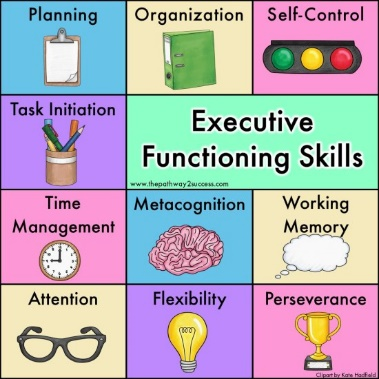 Planning
Organization
Self-Control
Task Initiation
Executive
Functioning Skills
www.thepathway2success.com
Time
Management
Metacognition
Working
Memory
Attention
Flexibility
Perseverance
Clipart by Kate Hadfield